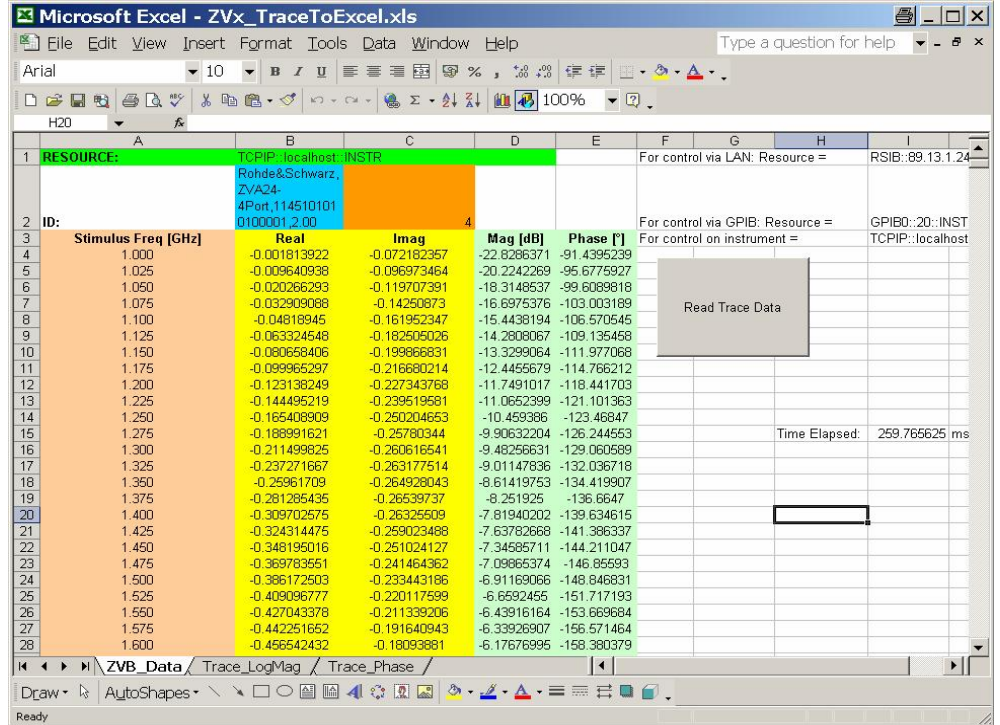 Microsoft Excel - ZVx_TraceToExcel.xls
File Edit View Insert Format Tools Data Window Help Type a question for help
Arial 10 B I U % ,
Σ 100%
H20 fx
A B C D E F G H I
1 RESOURCE: TCPIP::localhost::INSTR For control via LAN: Resource = RSIB::89.13.1.24
Rohde&Schwarz,
ZVA24-
4Port,114510101
2 ID: 0100001,2.00 4 For control via GPIB: Resource = GPIB0::20::INST
3 Stimulus Freq [GHz] Real Imag Mag [dB] Phase [°] For control on instrument = TCPIP::localhost
4 1.000 -0.001813922 -0.072182357 -22.8286371 -91.4395239
5 1.025 -0.009640938 -0.096973464 -20.2242269 -95.6775927
6 1.050 -0.020266293 -0.119707391 -18.3148537 -99.6089818
7 1.075 -0.032909088 -0.14250873 -16.6975376 -103.003189 Read Trace Data
8 1.100 -0.04818945 -0.161952347 -15.4438194 -106.570545
9 1.125 -0.063324548 -0.182505026 -14.2808067 -109.135458
10 1.150 -0.080658406 -0.199866831 -13.3299064 -111.977068
11 1.175 -0.099965297 -0.216680214 -12.4455679 -114.766212
12 1.200 -0.123138249 -0.227343768 -11.7491017 -118.441703
13 1.225 -0.144495219 -0.239519581 -11.0652399 -121.101363
14 1.250 -0.165408909 -0.250204653 -10.459386 -123.46847
15 1.275 -0.188991621 -0.25780344 -9.90632204 -126.244553 Time Elapsed: 259.765625 ms
16 1.300 -0.211499825 -0.260616541 -9.48256631 -129.060589
17 1.325 -0.237271667 -0.263177514 -9.01147836 -132.036718
18 1.350 -0.25961709 -0.264928043 -8.61419753 -134.419907
19 1.375 -0.281285435 -0.26539737 -8.251925 -136.6647
20 1.400 -0.309702575 -0.26325509 -7.81940202 -139.634615
21 1.425 -0.324314475 -0.259023488 -7.63782668 -141.386337
22 1.450 -0.348195016 -0.251024127 -7.34585711 -144.211047
23 1.475 -0.369783551 -0.241464362 -7.09865374 -146.85593
24 1.500 -0.386172503 -0.233443186 -6.91169066 -148.846831
25 1.525 -0.409096777 -0.220117599 -6.6592455 -151.717193
26 1.550 -0.427043378 -0.211339206 -6.43916164 -153.669684
27 1.575 -0.442251652 -0.191640943 -6.33926907 -156.571464
28 1.600 -0.456542432 -0.18093881 -6.17676995 -158.380379
ZVB_Data Trace_LogMag Trace_Phase
Draw AutoShapes
Ready